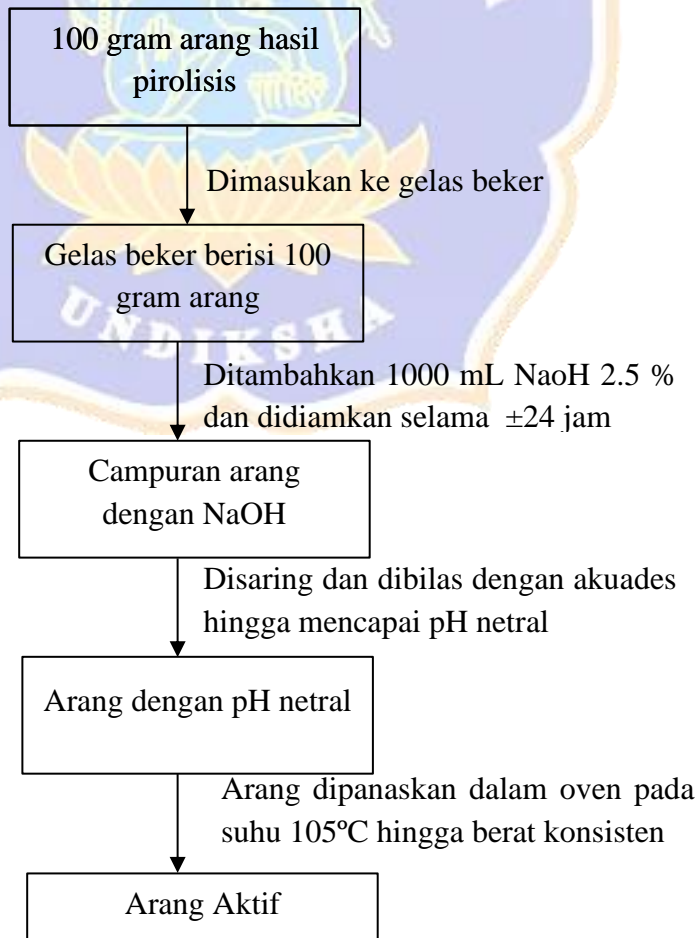 100 gram arang hasil
pirolisis
Dimasukan ke gelas beker
Gelas beker berisi 100
gram arang
UNDIKSHA
Ditambahkan 1000 mL NaoH 2.5 %
dan didiamkan selama ±24 jam
Campuran arang
dengan NaOH
Disaring dan dibilas dengan akuades
hingga mencapai pH netral
Arang dengan pH netral
Arang dipanaskan dalam oven pada
suhu 105ºC hingga berat konsisten
Arang Aktif